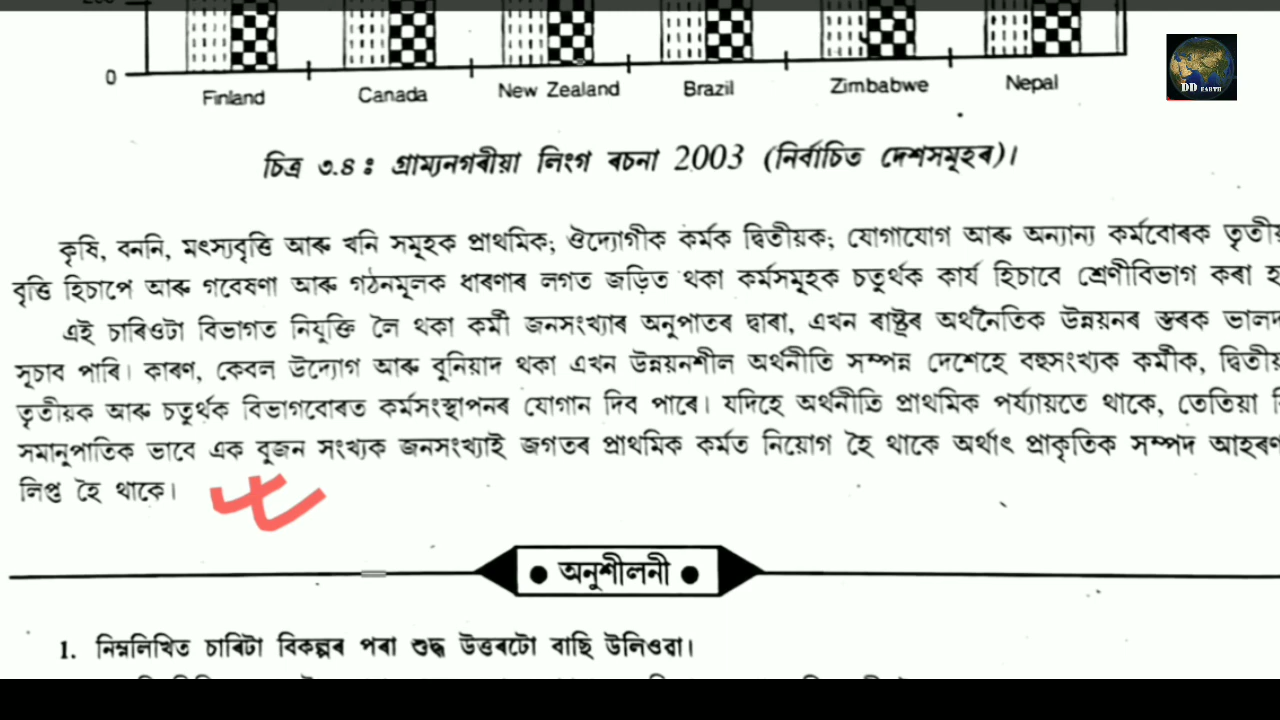 0
Finland Canada New Zealand Brazil Zimbabwe Nepal
DD EARTH
চিত্ৰ ৩.৪ : গ্ৰাম্যনগৰীয়া লিংগ ৰচনা 2003 (নিৰ্বাচিত দেশসমূহৰ)।
কৃষি, বননি, মৎস্যবৃত্তি আৰু খনি সমূহক প্ৰাথমিক; ঔদ্যোগীক কৰ্মক দ্বিতীয়ক; যোগাযোগ আৰু অন্যান্য কৰ্মবোৰক
বৃত্তি হিচাপে আৰু গবেষণা আৰু গঠনমূলক ধাৰণাৰ লগত জড়িত থকা কৰ্মসমূহক চতুৰ্থক কাৰ্য হিচাবে শ্ৰেণীবিভাগ কৰা
এই চাৰিওটা বিভাগত নিযুক্তি লৈ থকা কৰ্মী জনসংখ্যাৰ অনুপাতৰ দ্বাৰা, এখন ৰাষ্ট্ৰৰ অৰ্থনৈতিক উন্নয়নৰ স্তৰক
সূচাব পাৰি। কাৰণ, কেবল উদ্যোগ আৰু বুনিয়াদ থকা এখন উন্নয়নশীল অৰ্থনীতি সম্পন্ন দেশেহে বহুসংখ্যক কৰ্মীক,
তৃতীয়ক আৰু চতুৰ্থক বিভাগবোৰত কৰ্মসংস্থাপনৰ যোগান দিব পাৰে। যদিহে অৰ্থনীতি প্ৰাথমিক পৰ্য্যায়তে থাকে, তেতিয়া
সমানুপাতিক ভাবে এক বৃজন সংখ্যক জনসংখ্যাই জগতৰ প্ৰাথমিক কৰ্মত নিয়োগ হৈ থাকে অৰ্থাৎ প্ৰাকৃতিক সম্পদ
লিপ্ত হৈ থাকে।
● অনুশীলনী ●
1. নিম্নলিখিত চাৰিটা বিকল্পৰ পৰা শুদ্ধ উত্তৰটো বাছি উলিওৱা।